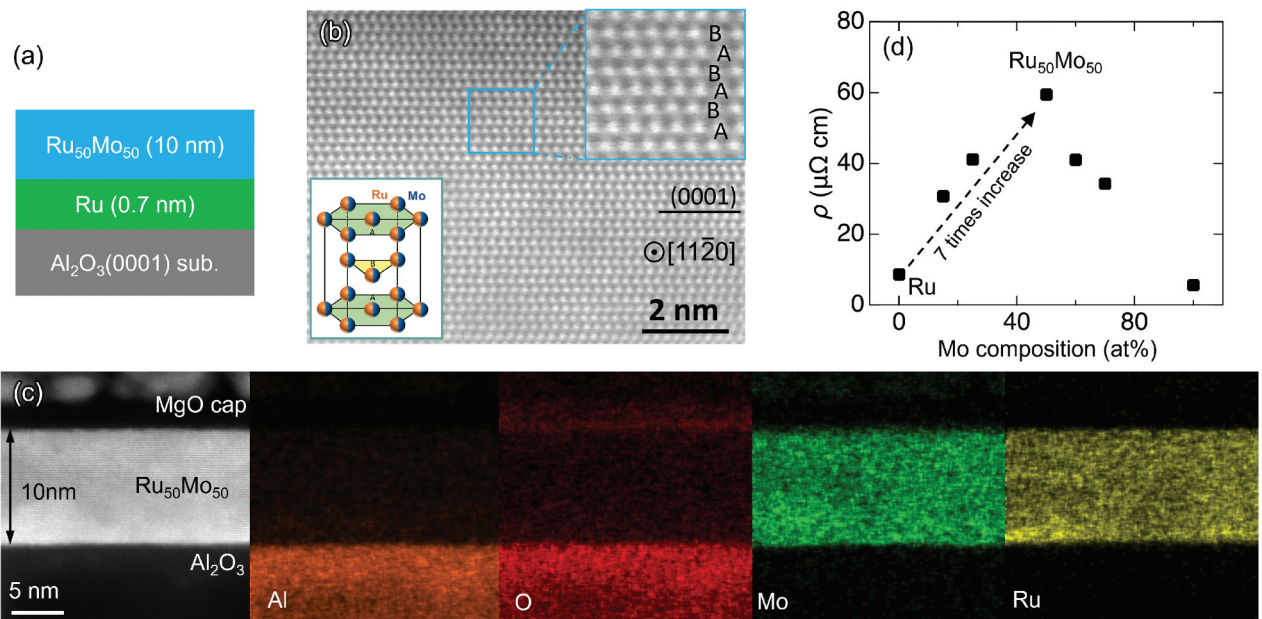 (a)
Ru₅₀Mo₅₀ (10 nm)
Ru (0.7 nm)
Al₂O₃(0001) sub.
(b)
B
A
B
A
B
A
Ru
Mo
A
B
A
(0001)
⊙[112̄0]
2 nm
(d)
ρ (μΩ cm)
80
60
40
20
0
Ru₅₀Mo₅₀
7 times increase
Ru
0
40
80
Mo composition (at%)
(c)
MgO cap
10nm
Ru₅₀Mo₅₀
Al₂O₃
5 nm
Al
O
Mo
Ru